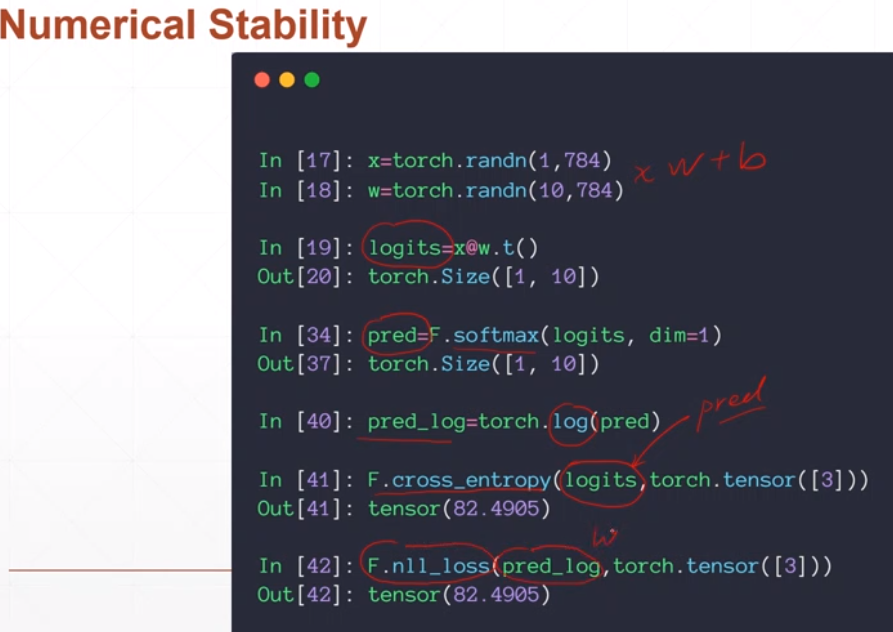 Numerical Stability
In [17]: x=torch.randn(1,784)
x w + b
In [18]: w=torch.randn(10,784)
In [19]: logits=x@w.t()
Out[20]: torch.Size([1, 10])
In [34]: pred=F.softmax(logits, dim=1)
Out[37]: torch.Size([1, 10])
pred
In [40]: pred_log=torch.log(pred)
In [41]: F.cross_entropy(logits,torch.tensor([3]))
Out[41]: tensor(82.4905)
In [42]: F.nll_loss(pred_log,torch.tensor([3]))
Out[42]: tensor(82.4905)